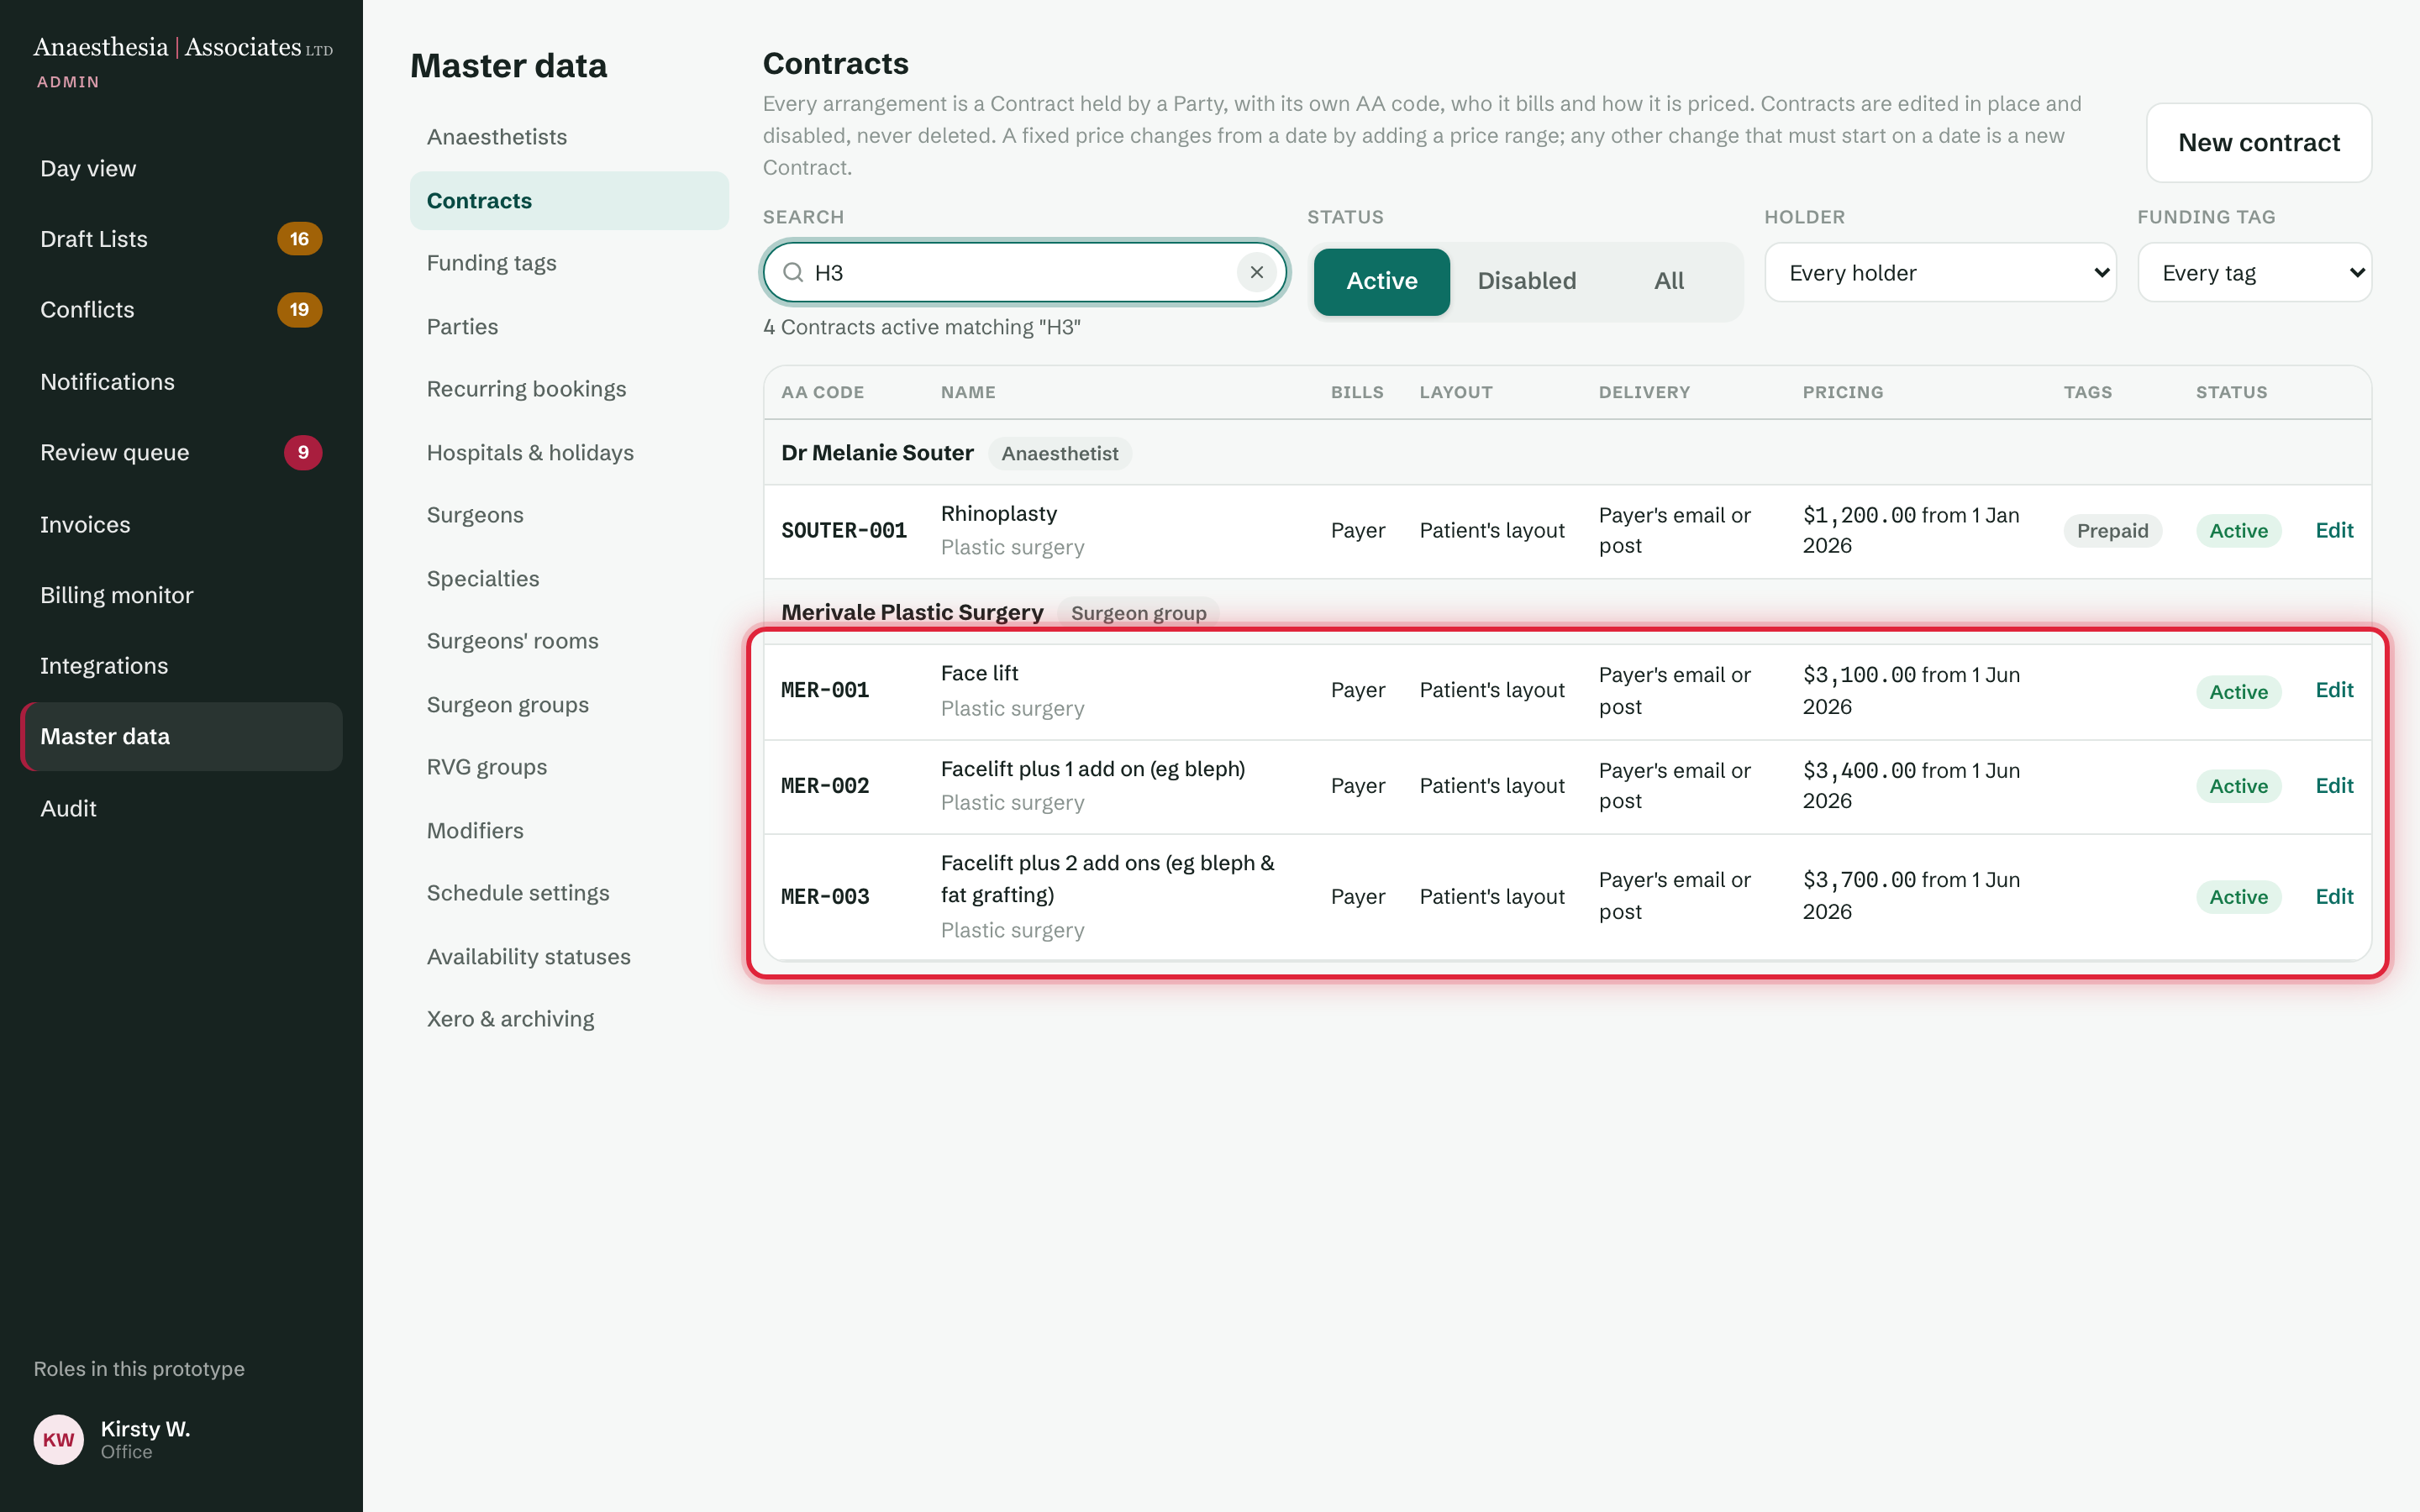 Anaesthesia | Associates LTD
ADMIN
Day view
Draft Lists 16
Conflicts 19
Notifications
Review queue 9
Invoices
Billing monitor
Integrations
Master data
Audit
Roles in this prototype
KW
Kirsty W.
Office
Master data
Anaesthetists
Contracts
Funding tags
Parties
Recurring bookings
Hospitals & holidays
Surgeons
Specialties
Surgeons' rooms
Surgeon groups
RVG groups
Modifiers
Schedule settings
Availability statuses
Xero & archiving
Contracts
Every arrangement is a Contract held by a Party, with its own AA code, who it bills and how it is priced. Contracts are edited in place and
disabled, never deleted. A fixed price changes from a date by adding a price range; any other change that must start on a date is a new
Contract.
New contract
SEARCH
H3
4 Contracts active matching "H3"
STATUS
Active Disabled All
HOLDER
Every holder
FUNDING TAG
Every tag
AA CODE NAME BILLS LAYOUT DELIVERY PRICING TAGS STATUS
Dr Melanie Souter Anaesthetist
SOUTER-001
Rhinoplasty
Plastic surgery
Payer
Patient's layout
Payer's email or
post
$1,200.00 from 1 Jan
2026
Prepaid
Active
Edit
Merivale Plastic Surgery Surgeon group
MER-001
Face lift
Plastic surgery
Payer
Patient's layout
Payer's email or
post
$3,100.00 from 1 Jun
2026
Active
Edit
MER-002
Facelift plus 1 add on (eg bleph)
Plastic surgery
Payer
Patient's layout
Payer's email or
post
$3,400.00 from 1 Jun
2026
Active
Edit
MER-003
Facelift plus 2 add ons (eg bleph &
fat grafting)
Plastic surgery
Payer
Patient's layout
Payer's email or
post
$3,700.00 from 1 Jun
2026
Active
Edit